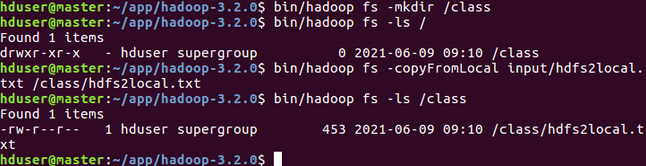 hduser@master:~/app/hadoop-3.2.0$ bin/hadoop fs -mkdir /class
hduser@master:~/app/hadoop-3.2.0$ bin/hadoop fs -ls /
Found 1 items
drwxr-xr-x   - hduser supergroup          0 2021-06-09 09:10 /class
hduser@master:~/app/hadoop-3.2.0$ bin/hadoop fs -copyFromLocal input/hdfs2local.
txt /class/hdfs2local.txt
hduser@master:~/app/hadoop-3.2.0$ bin/hadoop fs -ls /class
Found 1 items
-rw-r--r--   1 hduser supergroup        453 2021-06-09 09:10 /class/hdfs2local.t
xt
hduser@master:~/app/hadoop-3.2.0$